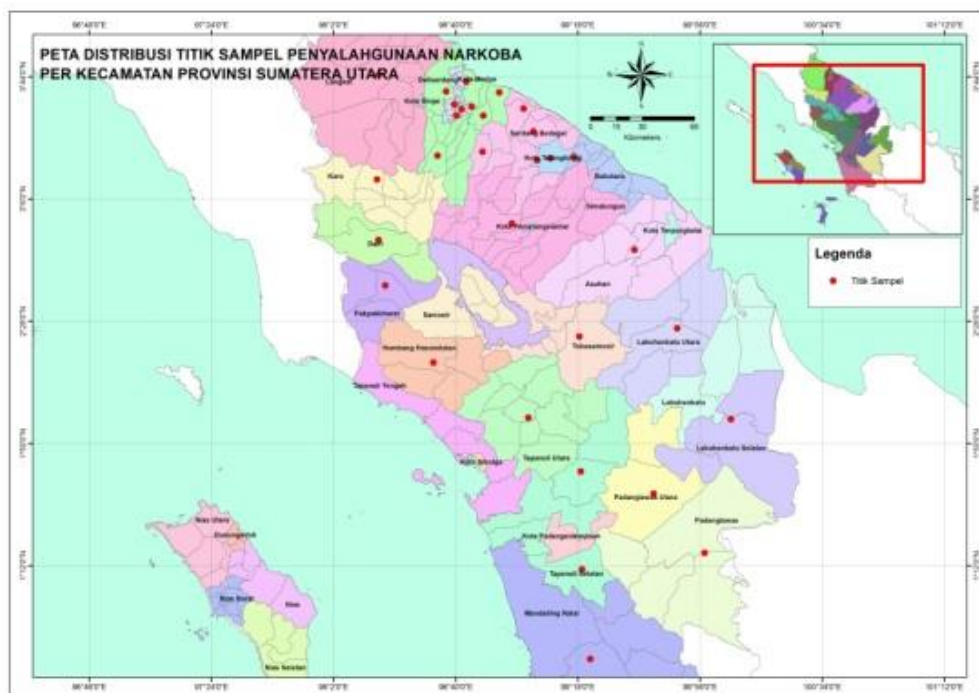 PETA DISTRIBUSI TITIK SAMPEL PENYALAHGUNAAN NARKOBA
PER KECAMATAN PROVINSI SUMATERA UTARA
Kilometers
Legenda
Titik Sampel
Langkat
Kota Binjai
Serdang Bedagai
Karo
Batubara
Simalungun
Kota Pematangsiantar
Kota Tanjungbalai
Dairi
Asahan
Pakpakbharat
Samosir
Humbang Hasundutan
Tobasamosir
Labuhanbatu Utara
Tapanuli Tengah
Labuhanbatu
Labuhanbatu Selatan
Tapanuli Utara
Kota Sibolga
Padanglawas Utara
Padanglawas
Kota Padangsidempuan
Tapanuli Selatan
Mandailing Natal
Nias Utara
Gunungsitoli
Nias Barat
Nias
Nias Selatan